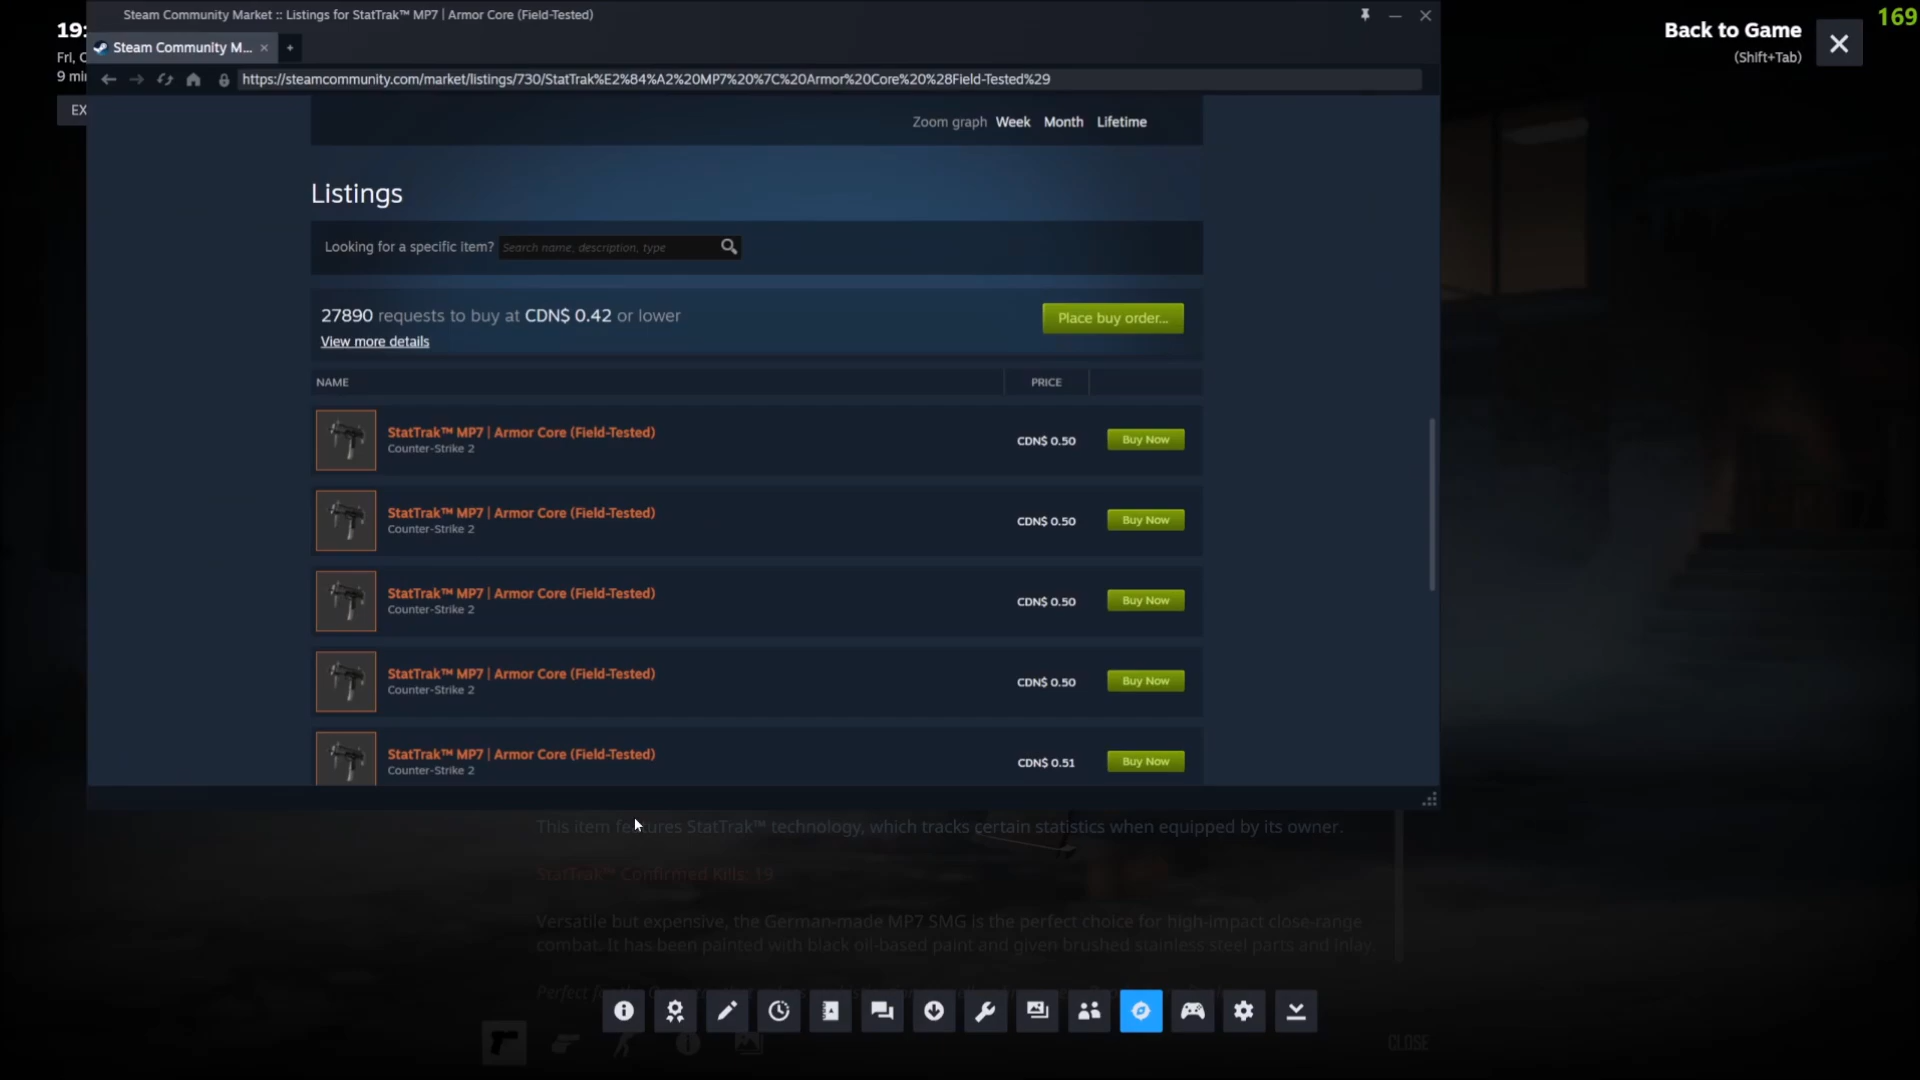 Steam Community Market :: Listings for StatTrak™ MP7 | Armor Core (Field-Tested)
169
19:
Back to Game
Steam Community M...
Fri,
(Shift+Tab)
9
https://steamcommunity.com/market/listings/730/StatTrak%E2%84%A2%20MP7%20%7C%20Armor%20Core%20%28Field-Tested%29
EX
Zoom graph Week Month Lifetime
Listings
Looking for a specific item? Search name, description, type
27890 requests to buy at CDN$ 0.42 or lower
Place buy order...
View more details
NAME PRICE
StatTrak™ MP7 | Armor Core (Field-Tested)
Counter-Strike 2
CDN$ 0.50
Buy Now
StatTrak™ MP7 | Armor Core (Field-Tested)
Counter-Strike 2
CDN$ 0.50
Buy Now
StatTrak™ MP7 | Armor Core (Field-Tested)
Counter-Strike 2
CDN$ 0.50
Buy Now
StatTrak™ MP7 | Armor Core (Field-Tested)
Counter-Strike 2
CDN$ 0.50
Buy Now
StatTrak™ MP7 | Armor Core (Field-Tested)
Counter-Strike 2
CDN$ 0.51
Buy Now
This item features StatTrak™ technology, which tracks certain statistics when equipped by its owner.
StatTrak™ Confirmed Kills: 19
Versatile but expensive, the German-made MP7 SMG is the perfect choice for high-impact close-range
combat. It has been painted with black oil-based paint and given brushed stainless steel parts and inlay.
CLOSE